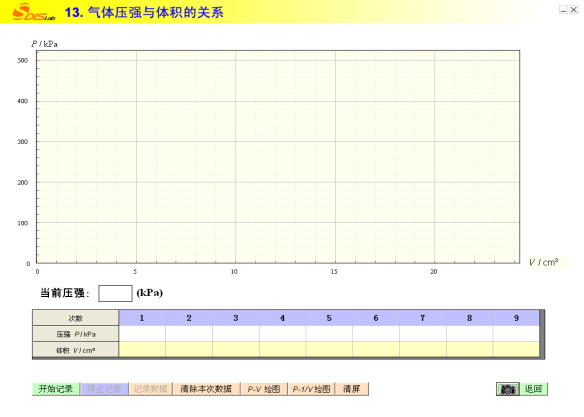 DISLab 13. 气体压强与体积的关系
P / kPa
500
400
300
200
100
0
0 5 10 15 20
V / cm³
当前压强: (kPa)
次数 1 2 3 4 5 6 7 8 9
压强 P / kPa
体积 V / cm³
开始记录 停止记录 记录数据 清除本次数据 P-V 绘图 P-1/V 绘图 清屏 返回